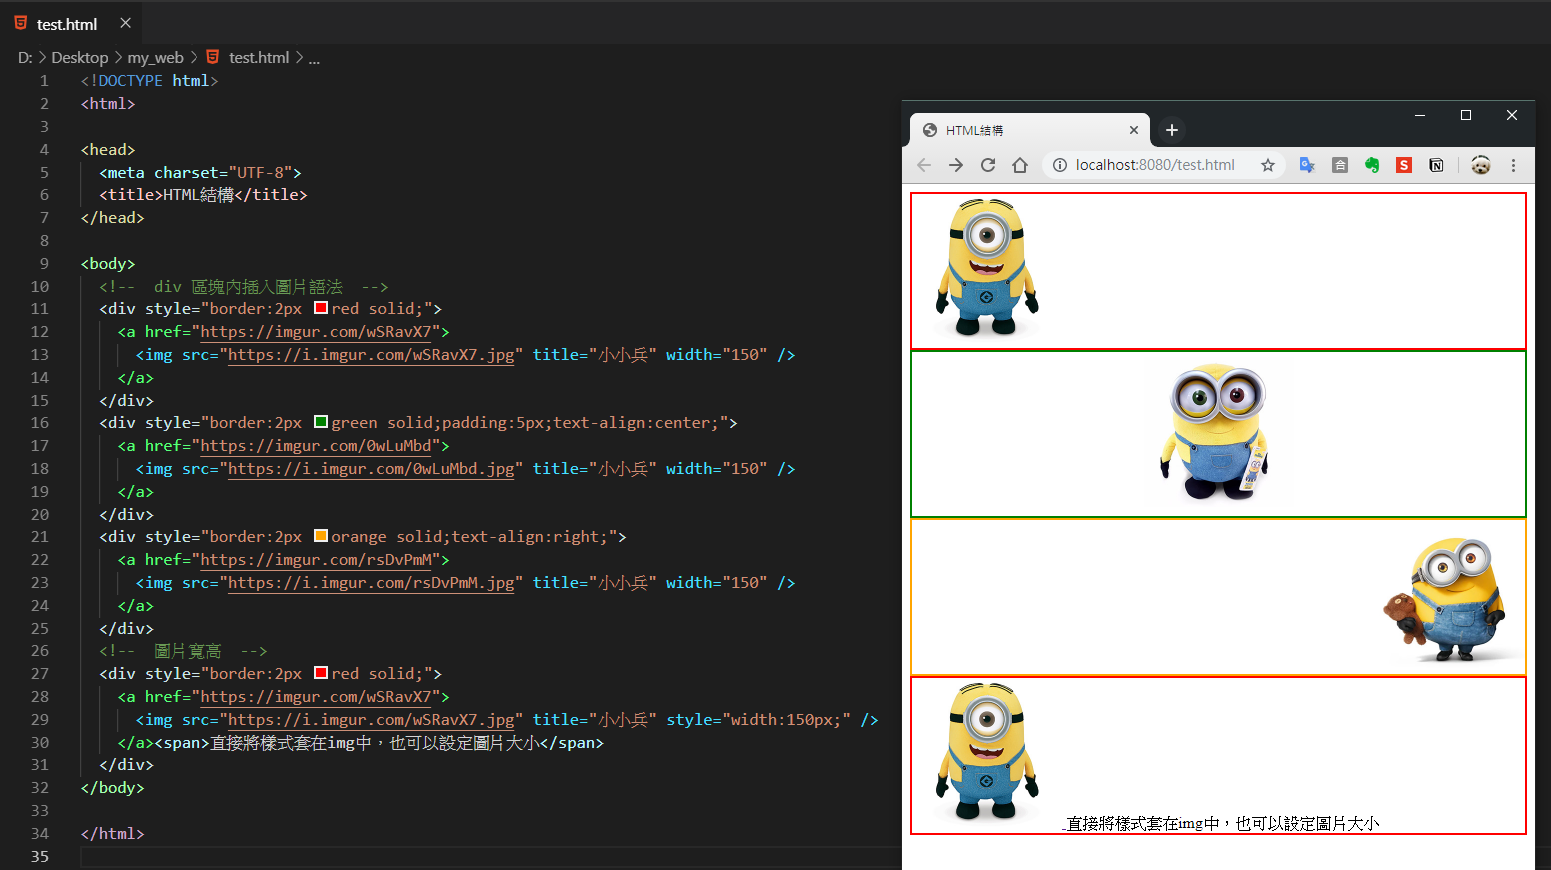 test.html
D: > Desktop > my_web > test.html > ...
1 <!DOCTYPE html>
2 <html>
3
4 <head>
5 <meta charset="UTF-8">
6 <title>HTML結構</title>
7 </head>
8
9 <body>
10 <!-- div 區塊內插入圖片語法 -->
11 <div style="border:2px red solid;">
12 <a href="https://imgur.com/wSRavX7">
13 <img src="https://i.imgur.com/wSRavX7.jpg" title="小小兵" width="150" />
14 </a>
15 </div>
16 <div style="border:2px green solid;padding:5px;text-align:center;">
17 <a href="https://imgur.com/0wLuMbd">
18 <img src="https://i.imgur.com/0wLuMbd.jpg" title="小小兵" width="150" />
19 </a>
20 </div>
21 <div style="border:2px orange solid;text-align:right;">
22 <a href="https://imgur.com/rsDvPmM">
23 <img src="https://i.imgur.com/rsDvPmM.jpg" title="小小兵" width="150" />
24 </a>
25 </div>
26 <!-- 圖片寬高 -->
27 <div style="border:2px red solid;">
28 <a href="https://imgur.com/wSRavX7">
29 <img src="https://i.imgur.com/wSRavX7.jpg" title="小小兵" style="width:150px;" />
30 </a><span>直接將樣式套在img中，也可以設定圖片大小</span>
31 </div>
32 </body>
33
34 </html>
35
HTML結構
localhost:8080/test.html
直接將樣式套在img中，也可以設定圖片大小